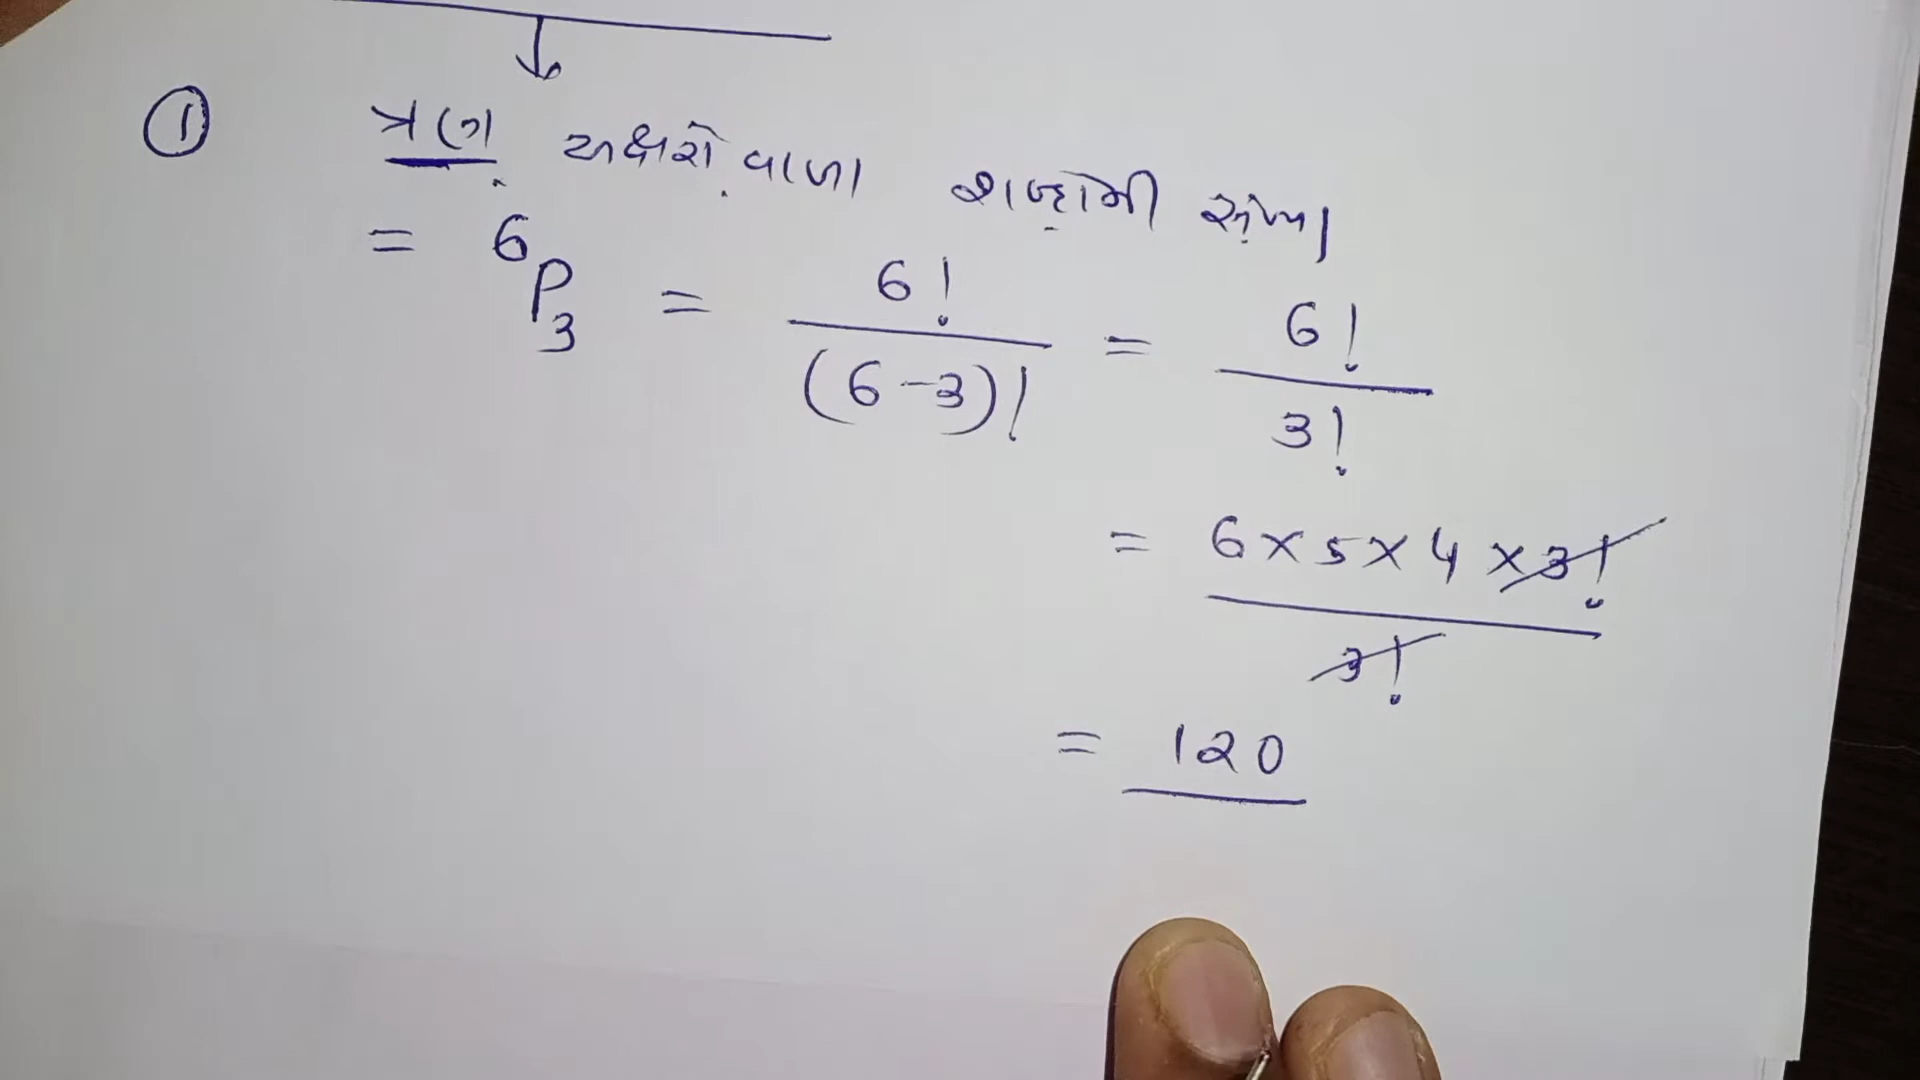 ① ત્રણ અક્ષરોવાળા શબ્દોની સંખ્યા
= ⁶P₃ = 6! / (6-3)! = 6! / 3!
= 6×5×4×3! / 3!
= 120